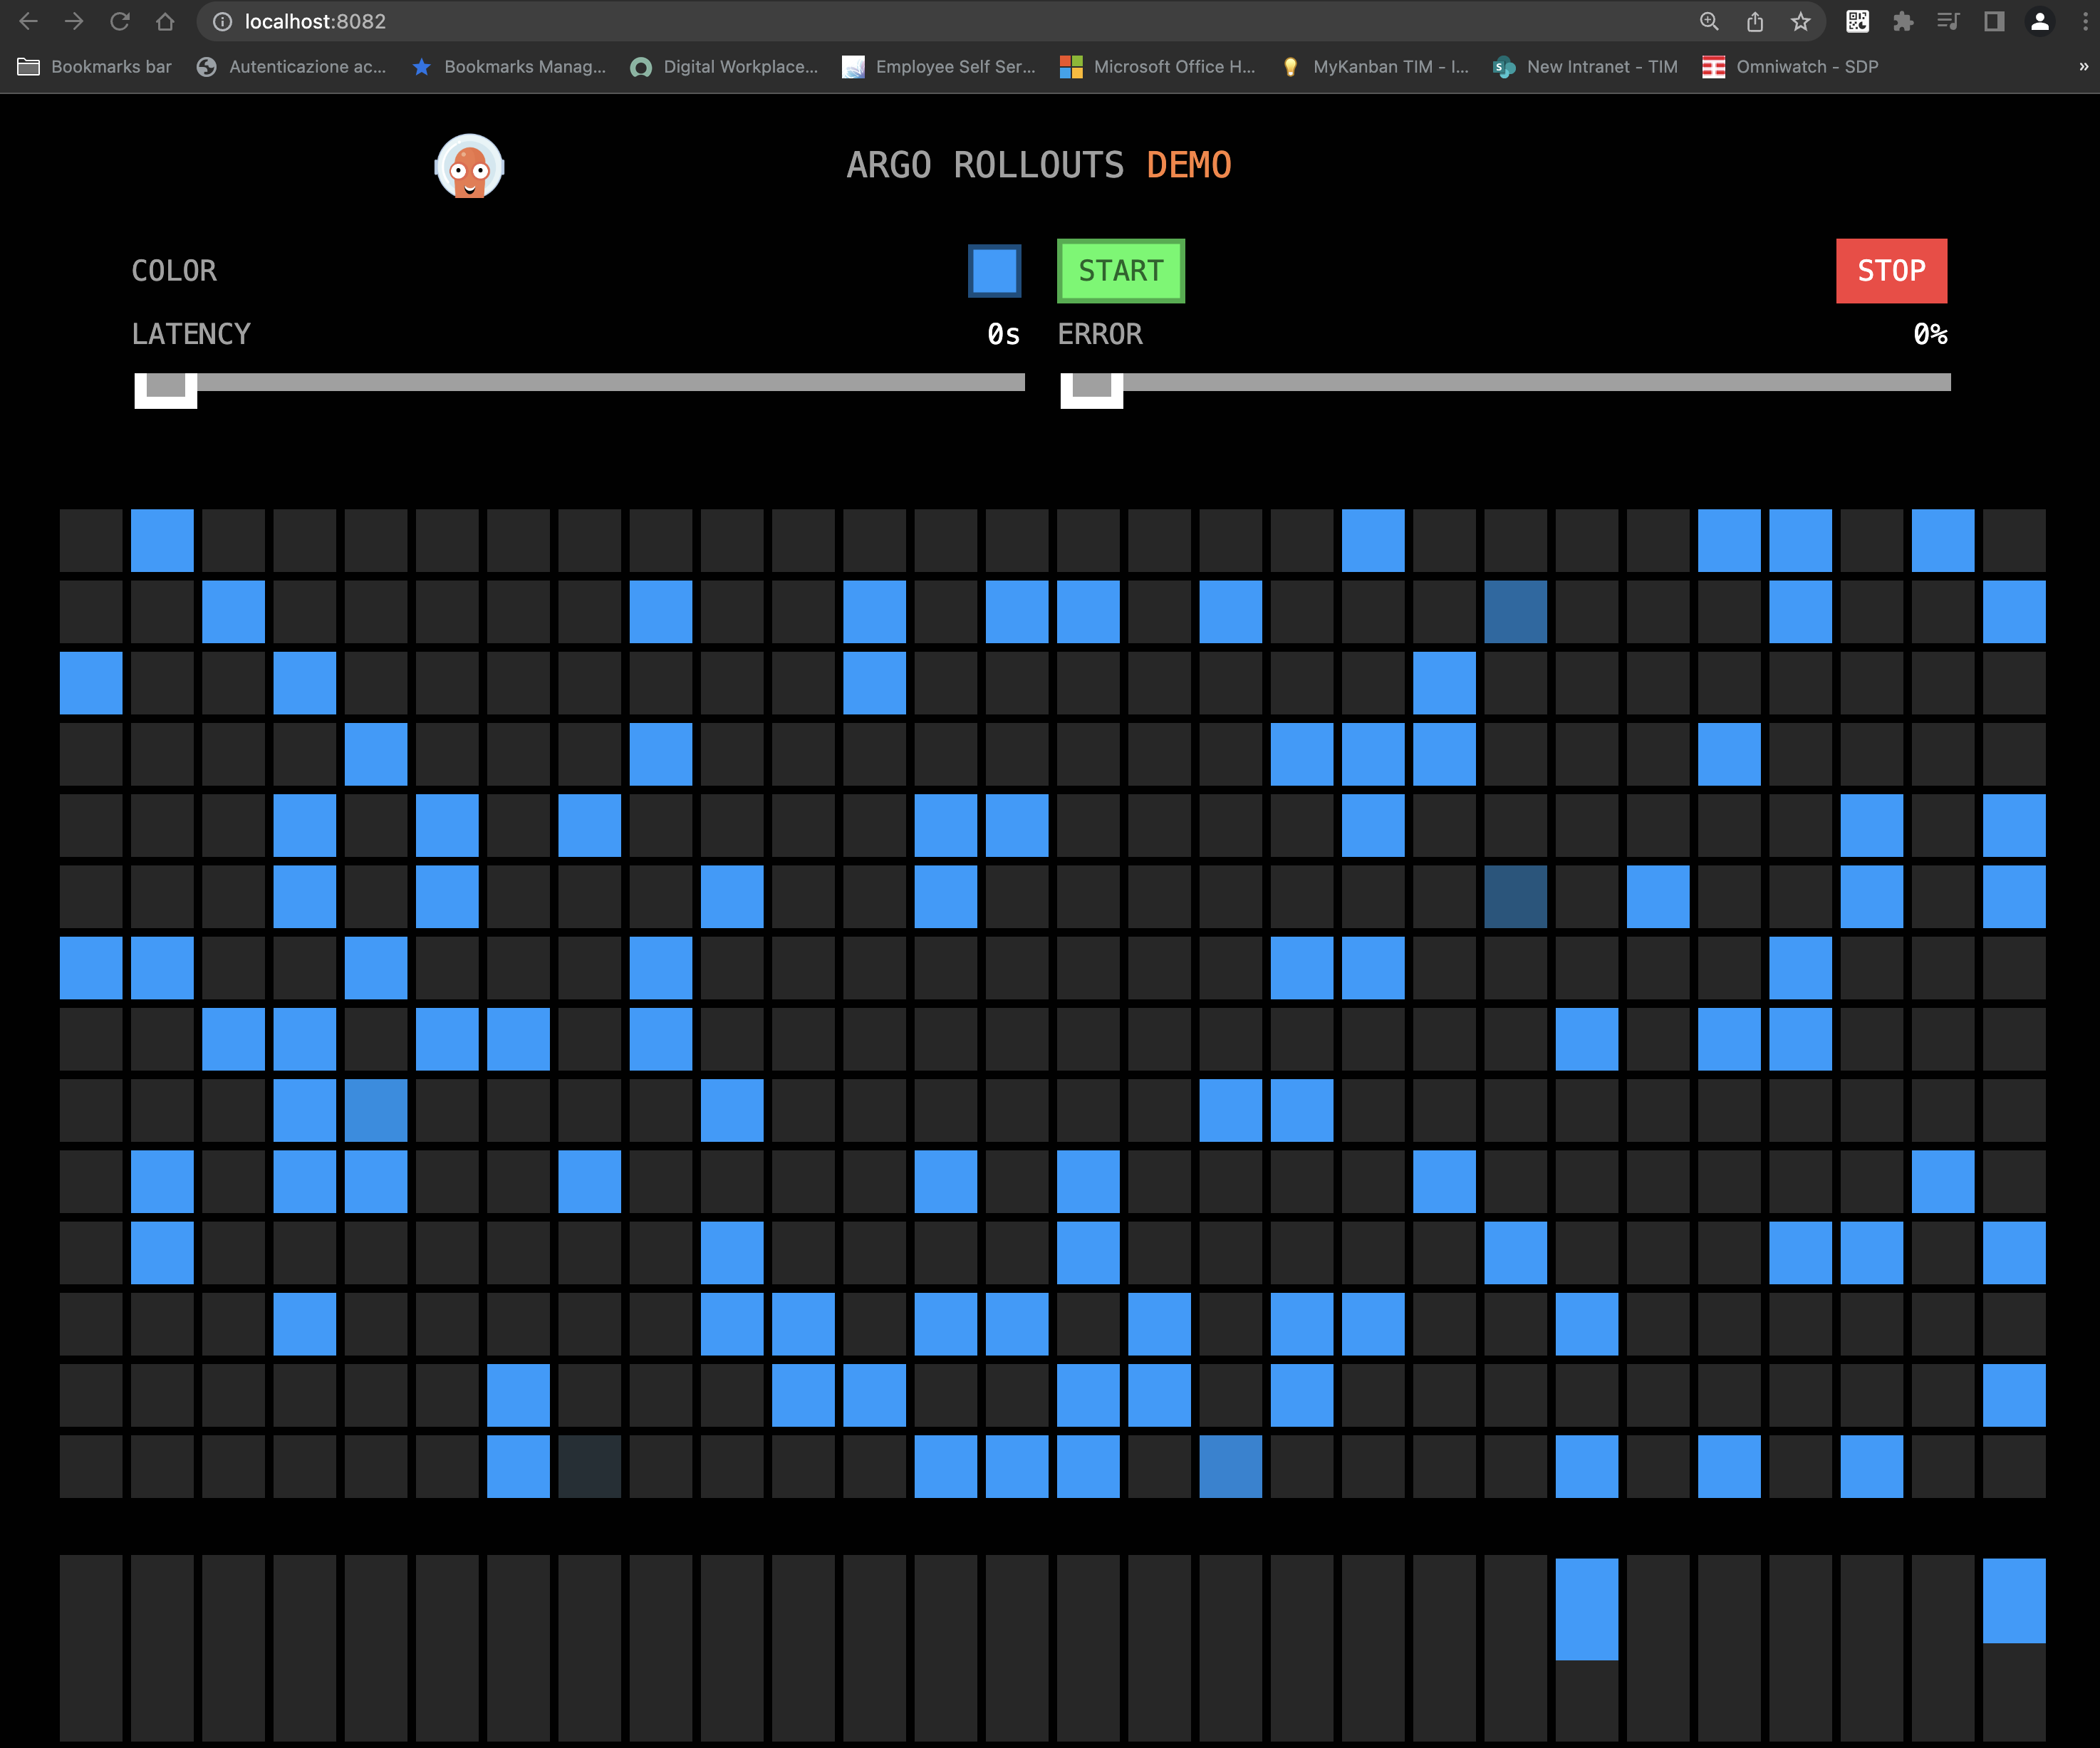 localhost:8082
Bookmarks bar Autenticazione ac... Bookmarks Manag... Digital Workplace... Employee Self Ser... Microsoft Office H... MyKanban TIM - I... New Intranet - TIM Omniwatch - SDP »
ARGO ROLLOUTS DEMO
COLOR START STOP
LATENCY 0s ERROR 0%